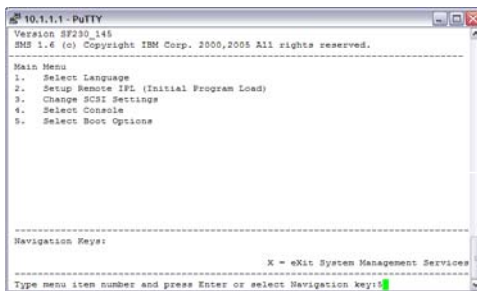 10.1.1.1 - PuTTY
Version SF230_145
SMS 1.6 (c) Copyright IBM Corp. 2000,2005 All rights reserved.
Main Menu
1. Select Language
2. Setup Remote IPL (Initial Program Load)
3. Change SCSI Settings
4. Select Console
5. Select Boot Options
Navigation Keys:
X = eXit System Management Services
Type menu item number and press Enter or select Navigation key:5